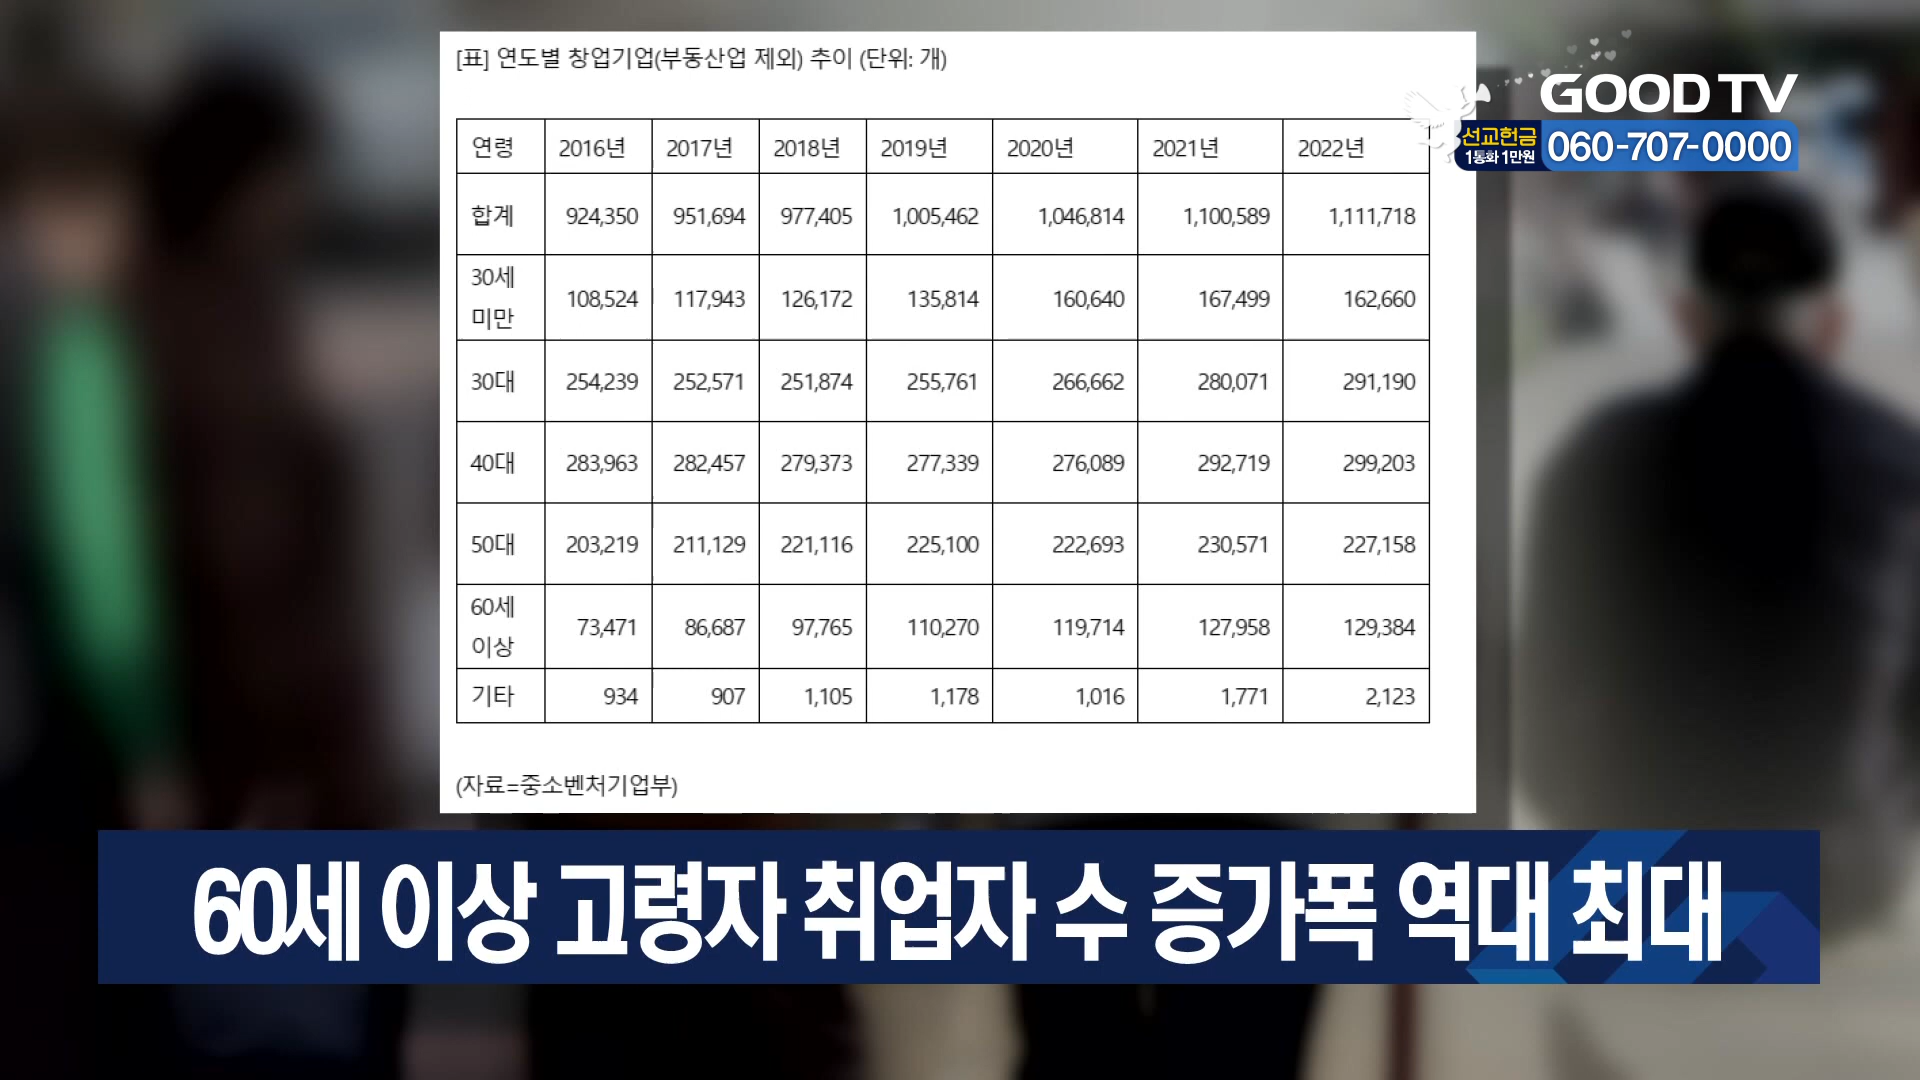 [표] 연도별 창업기업(부동산업 제외) 추이 (단위: 개)
GOODTV
선교헌금
1통화 1만원
060-707-0000
연령 2016년 2017년 2018년 2019년 2020년 2021년 2022년
합계 924,350 951,694 977,405 1,005,462 1,046,814 1,100,589 1,111,718
30세
미만 108,524 117,943 126,172 135,814 160,640 167,499 162,660
30대 254,239 252,571 251,874 255,761 266,662 280,071 291,190
40대 283,963 282,457 279,373 277,339 276,089 292,719 299,203
50대 203,219 211,129 221,116 225,100 222,693 230,571 227,158
60세
이상 73,471 86,687 97,765 110,270 119,714 127,958 129,384
기타 934 907 1,105 1,178 1,016 1,771 2,123
(자료=중소벤처기업부)
60세 이상 고령자 취업자 수 증가폭 역대 최대